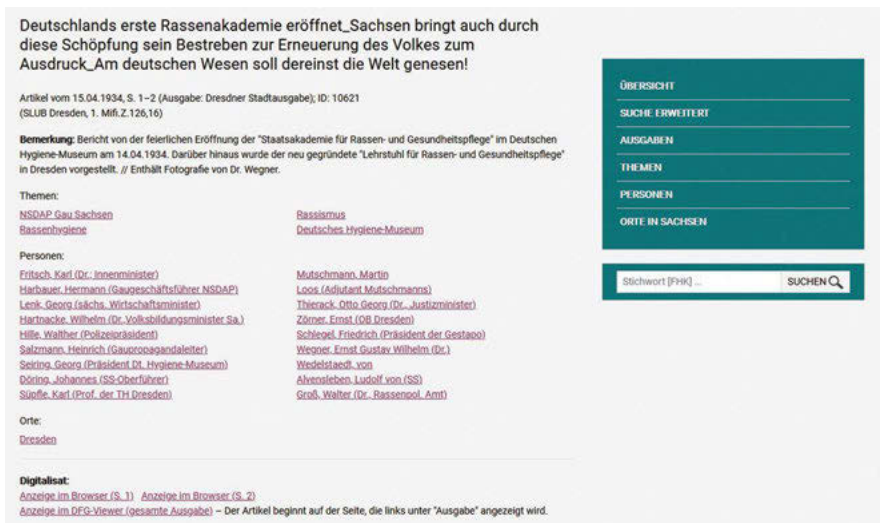 Deutschlands erste Rassenakademie eröffnet_Sachsen bringt auch durch
diese Schöpfung sein Bestreben zur Erneuerung des Volkes zum
Ausdruck_Am deutschen Wesen soll dereinst die Welt genesen!
Artikel vom 15.04.1934, S. 1–2 (Ausgabe: Dresdner Stadtausgabe); ID: 10621
(SLUB Dresden, 1. Mifi.Z.126,16)
Bemerkung: Bericht von der feierlichen Eröffnung der "Staatsakademie für Rassen- und Gesundheitspflege" im Deutschen
Hygiene-Museum am 14.04.1934. Darüber hinaus wurde der neu gegründete "Lehrstuhl für Rassen- und Gesundheitspflege"
in Dresden vorgestellt. // Enthält Fotografie von Dr. Wegner.
Themen:
NSDAP Gau Sachsen
Rassenhygiene
Rassismus
Deutsches Hygiene-Museum
Personen:
Fritsch, Karl (Dr.; Innenminister)
Harbauer, Hermann (Gaugeschäftsführer NSDAP)
Lenk, Georg (sächs. Wirtschaftsminister)
Hartnacke, Wilhelm (Dr. Volksbildungsminister Sa.)
Hille, Walther (Polizeipräsident)
Salzmann, Heinrich (Gaupropagandaleiter)
Seiring, Georg (Präsident Dt. Hygiene-Museum)
Döring, Johannes (SS-Oberführer)
Süpfle, Karl (Prof. der TH Dresden)
Mutschmann, Martin
Loos (Adjutant Mutschmanns)
Thierack, Otto Georg (Dr., Justizminister)
Zörner, Ernst (OB Dresden)
Schlegel, Friedrich (Präsident der Gestapo)
Wegner, Ernst Gustav Wilhelm (Dr.)
Wedelstaedt, von
Alvensleben, Ludolf von (SS)
Groß, Walter (Dr., Rassenpol. Amt)
Orte:
Dresden
Digitalisat:
Anzeige im Browser (S. 1) Anzeige im Browser (S. 2)
Anzeige im DFG-Viewer (gesamte Ausgabe) – Der Artikel beginnt auf der Seite, die links unter "Ausgabe" angezeigt wird.
ÜBERSICHT
SUCHE ERWEITERT
AUSGABEN
THEMEN
PERSONEN
ORTE IN SACHSEN
Stichwort [FHK] ... SUCHEN